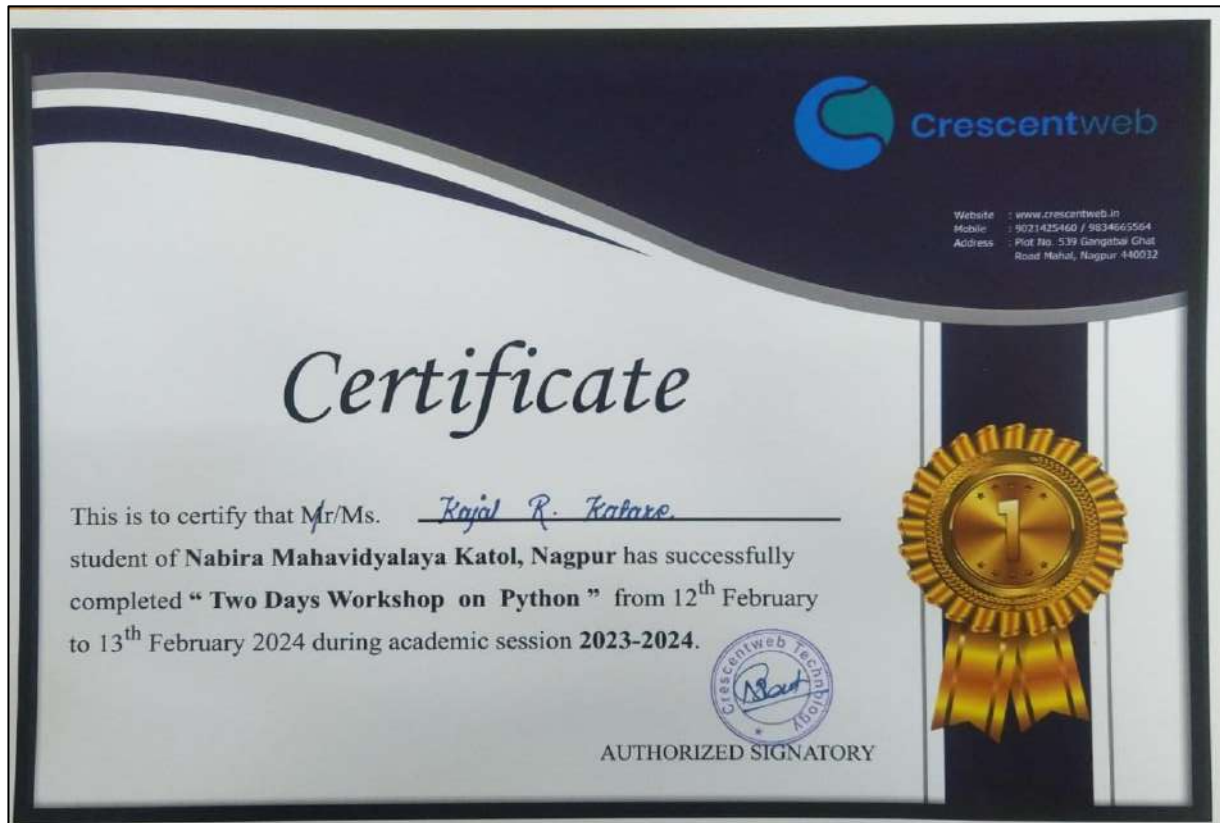 Crescentweb
Website : www.crescentweb.in
Mobile : 9021425460 / 9834665564
Address : Plot No. 539 Gangabai Ghat
Road Mahal, Nagpur 440032
Certificate
This is to certify that Mr/Ms. Kajal R. Katare.
student of Nabira Mahavidyalaya Katol, Nagpur has successfully
completed “ Two Days Workshop on Python ” from 12th February
to 13th February 2024 during academic session 2023-2024.
Crescentweb Technology
AUTHORIZED SIGNATORY
1